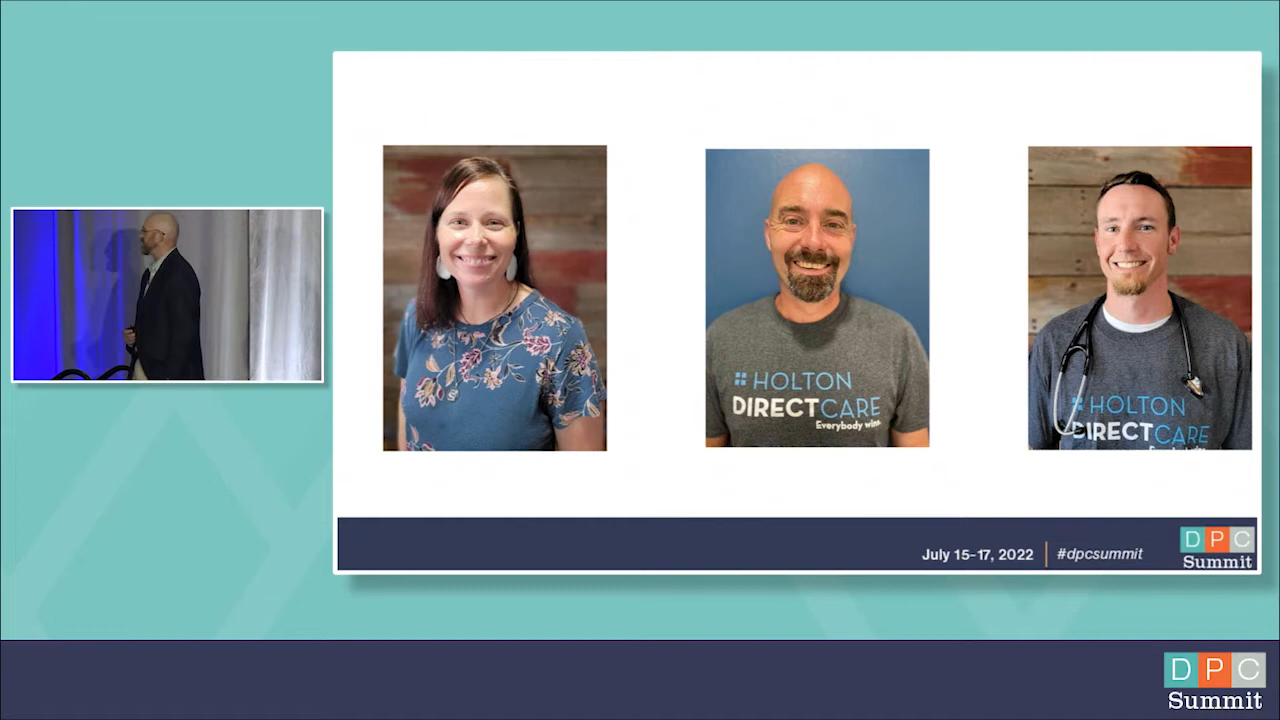 HOLTON
DIRECTCARE
Everybody wins.
HOLTON
DIRECTCARE
July 15-17, 2022 | #dpcsummit
DPC
Summit
DPC
Summit